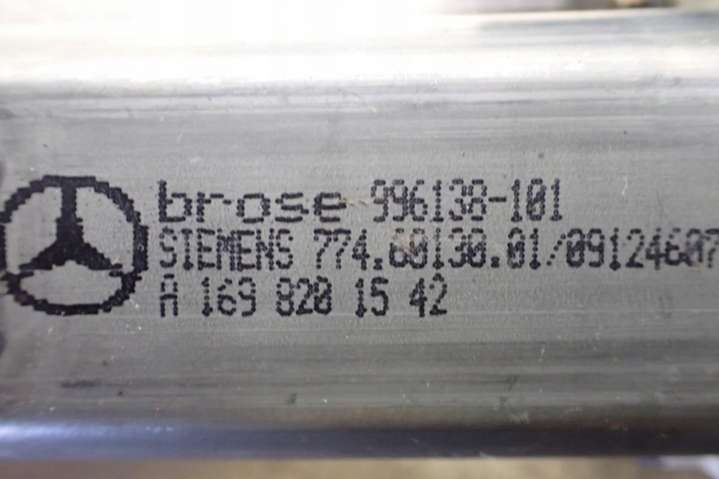 brose 996138-101
SIEMENS 774.60130.01/09124607
A 169 820 15 42